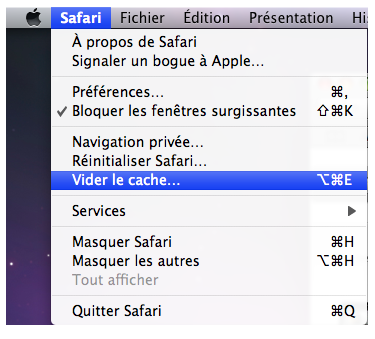 Safari Fichier Édition Présentation Hi
À propos de Safari
Signaler un bogue à Apple...
Préférences... ⌘,
✓ Bloquer les fenêtres surgissantes ⇧⌘K
Navigation privée...
Réinitialiser Safari...
Vider le cache... ⌥⌘E
Services ▶
Masquer Safari ⌘H
Masquer les autres ⌥⌘H
Tout afficher
Quitter Safari ⌘Q